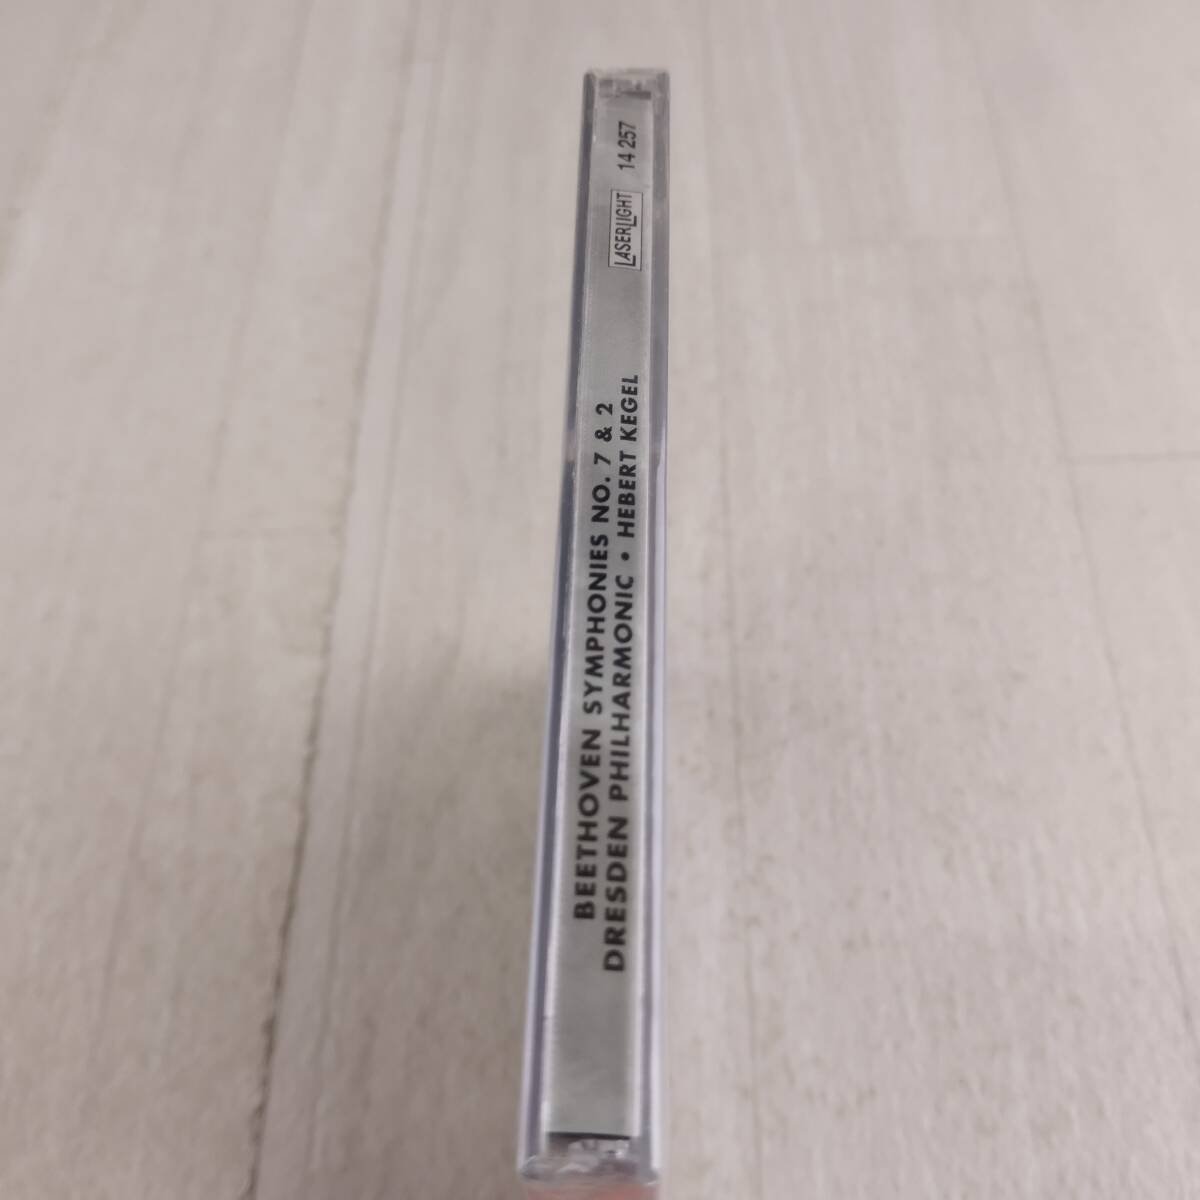 BEETHOVEN SYMPHONIES NO. 7 & 2
DRESDEN PHILHARMONIC • HEBERT KEGEL
LASERLIGHT
14 257